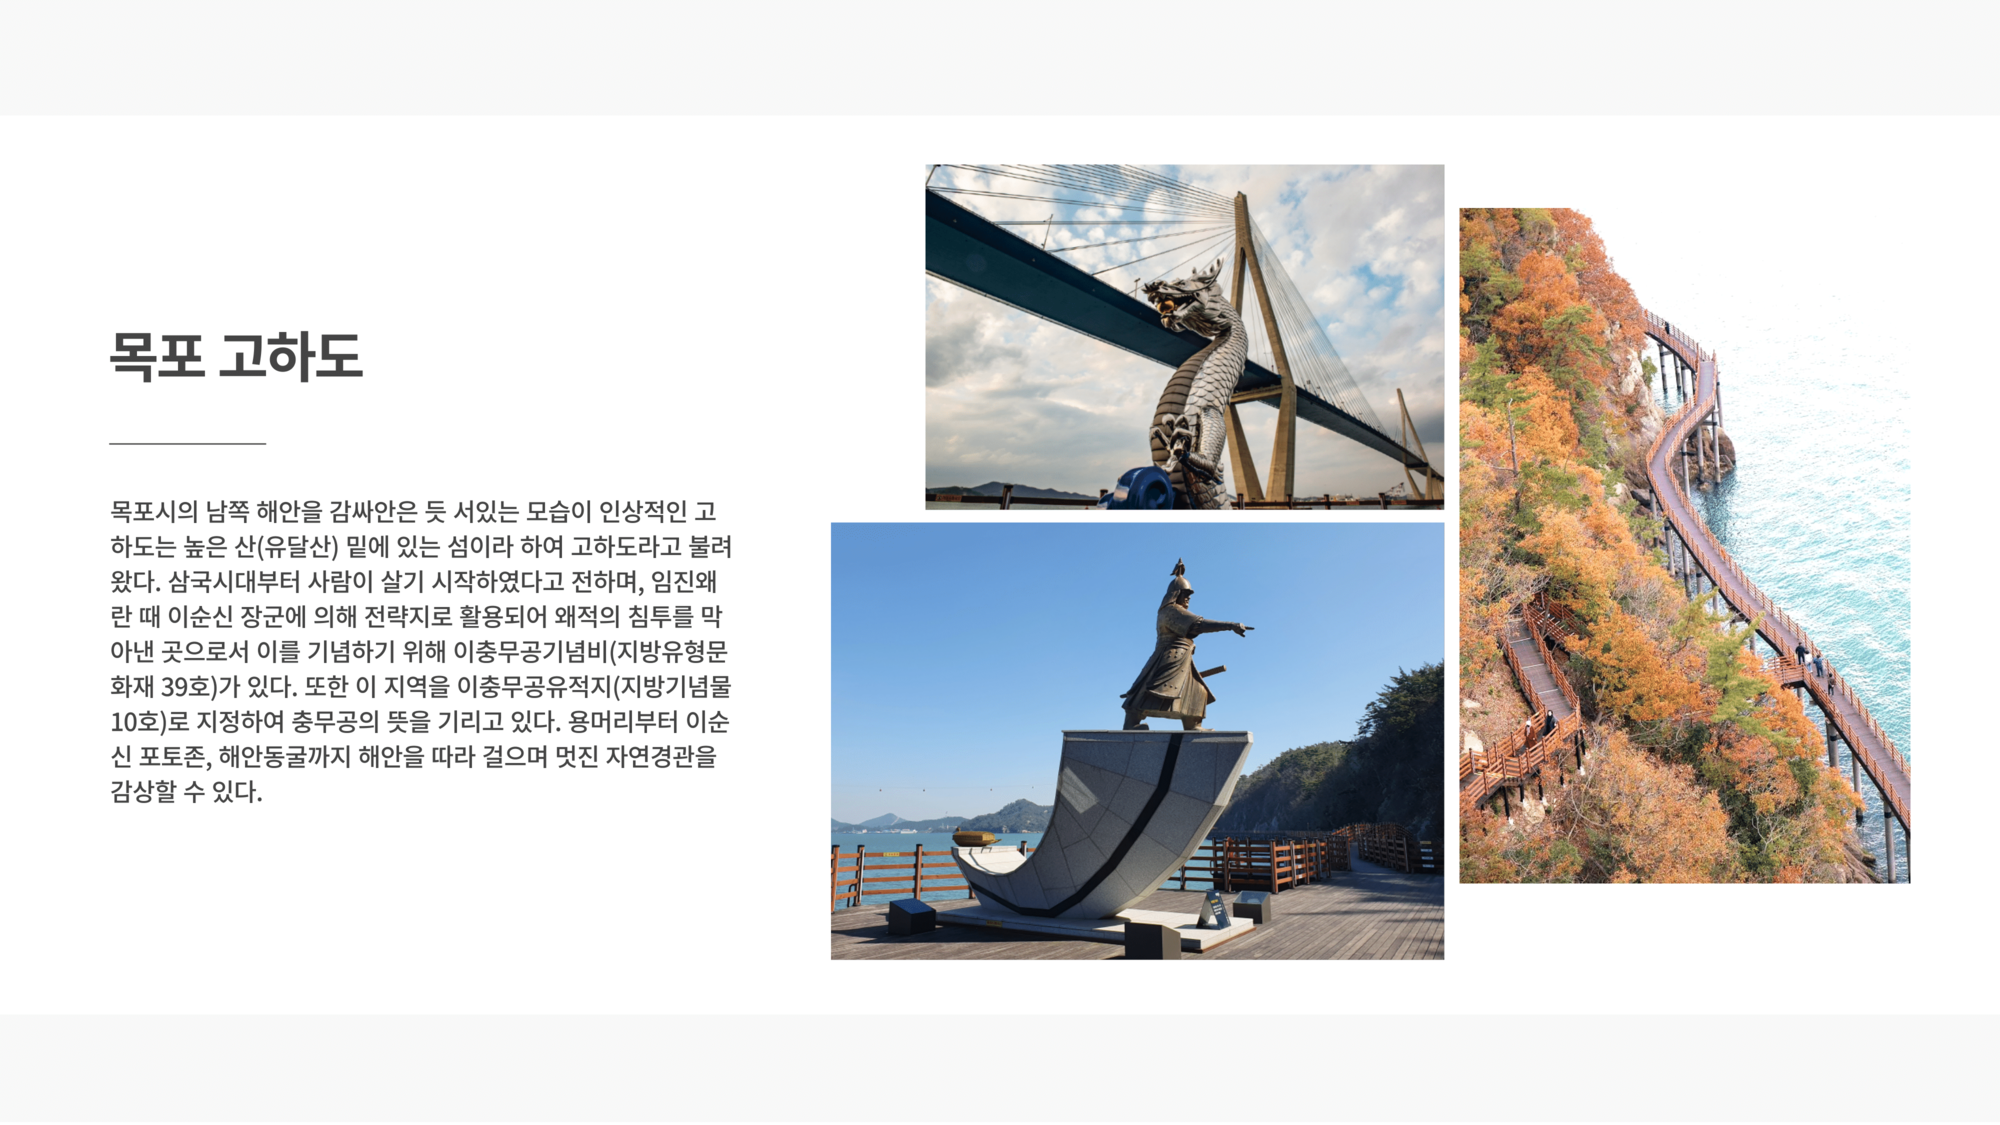 목포 고하도
목포시의 남쪽 해안을 감싸안은 듯 서있는 모습이 인상적인 고
하도는 높은 산(유달산) 밑에 있는 섬이라 하여 고하도라고 불려
왔다. 삼국시대부터 사람이 살기 시작하였다고 전하며, 임진왜
란 때 이순신 장군에 의해 전략지로 활용되어 왜적의 침투를 막
아낸 곳으로서 이를 기념하기 위해 이충무공기념비(지방유형문
화재 39호)가 있다. 또한 이 지역을 이충무공유적지(지방기념물
10호)로 지정하여 충무공의 뜻을 기리고 있다. 용머리부터 이순
신 포토존, 해안동굴까지 해안을 따라 걸으며 멋진 자연경관을
감상할 수 있다.